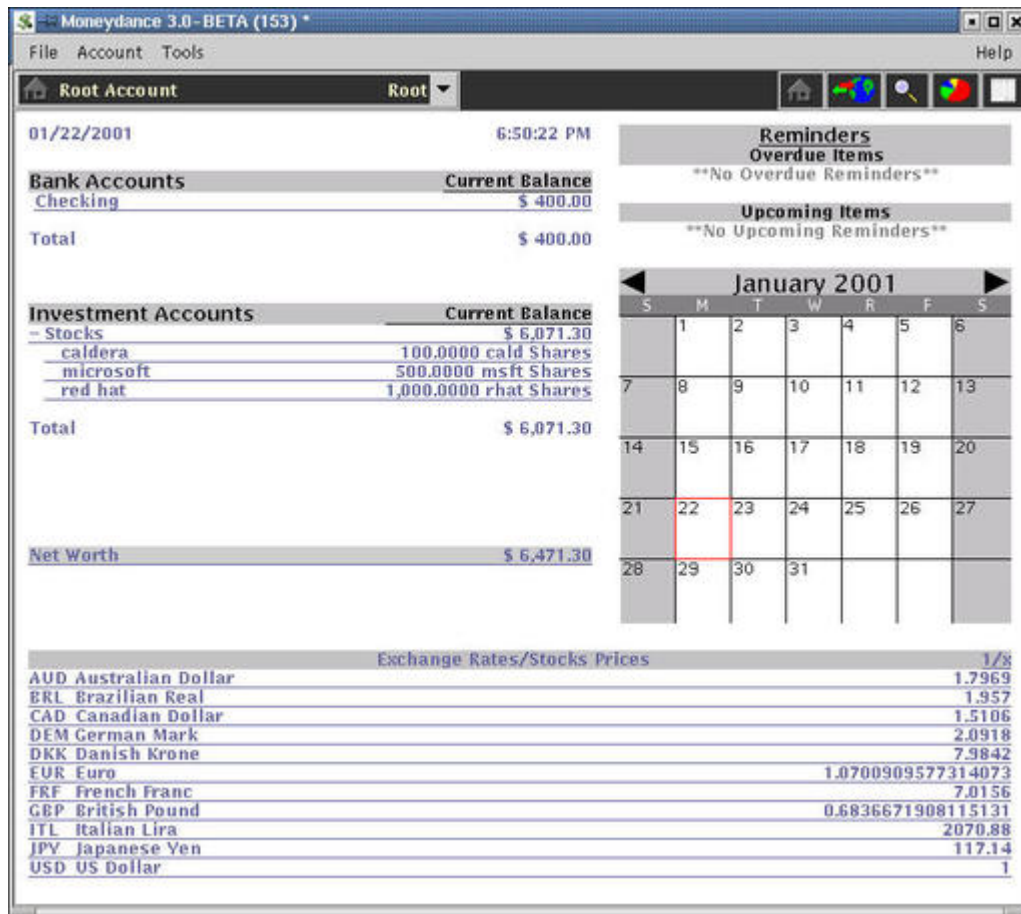 Moneydance 3.0-BETA (153) *
File Account Tools Help
Root Account Root
01/22/2001 6:50:22 PM
Bank Accounts Current Balance
Checking $ 400.00
Total $ 400.00
Investment Accounts Current Balance
- Stocks $ 6,071.30
caldera 100.0000 cald Shares
microsoft 500.0000 msft Shares
red hat 1,000.0000 rhat Shares
Total $ 6,071.30
Net Worth $ 6,471.30
Reminders
Overdue Items
**No Overdue Reminders**
Upcoming Items
**No Upcoming Reminders**
January 2001
S M T W R F S
1 2 3 4 5 6
7 8 9 10 11 12 13
14 15 16 17 18 19 20
21 22 23 24 25 26 27
28 29 30 31
Exchange Rates/Stocks Prices 1/x
AUD Australian Dollar 1.7969
BRL Brazilian Real 1.957
CAD Canadian Dollar 1.5106
DEM German Mark 2.0918
DKK Danish Krone 7.9842
EUR Euro 1.0700909577314073
FRF French Franc 7.0156
GBP British Pound 0.6836671908115131
ITL Italian Lira 2070.88
JPY Japanese Yen 117.14
USD US Dollar 1